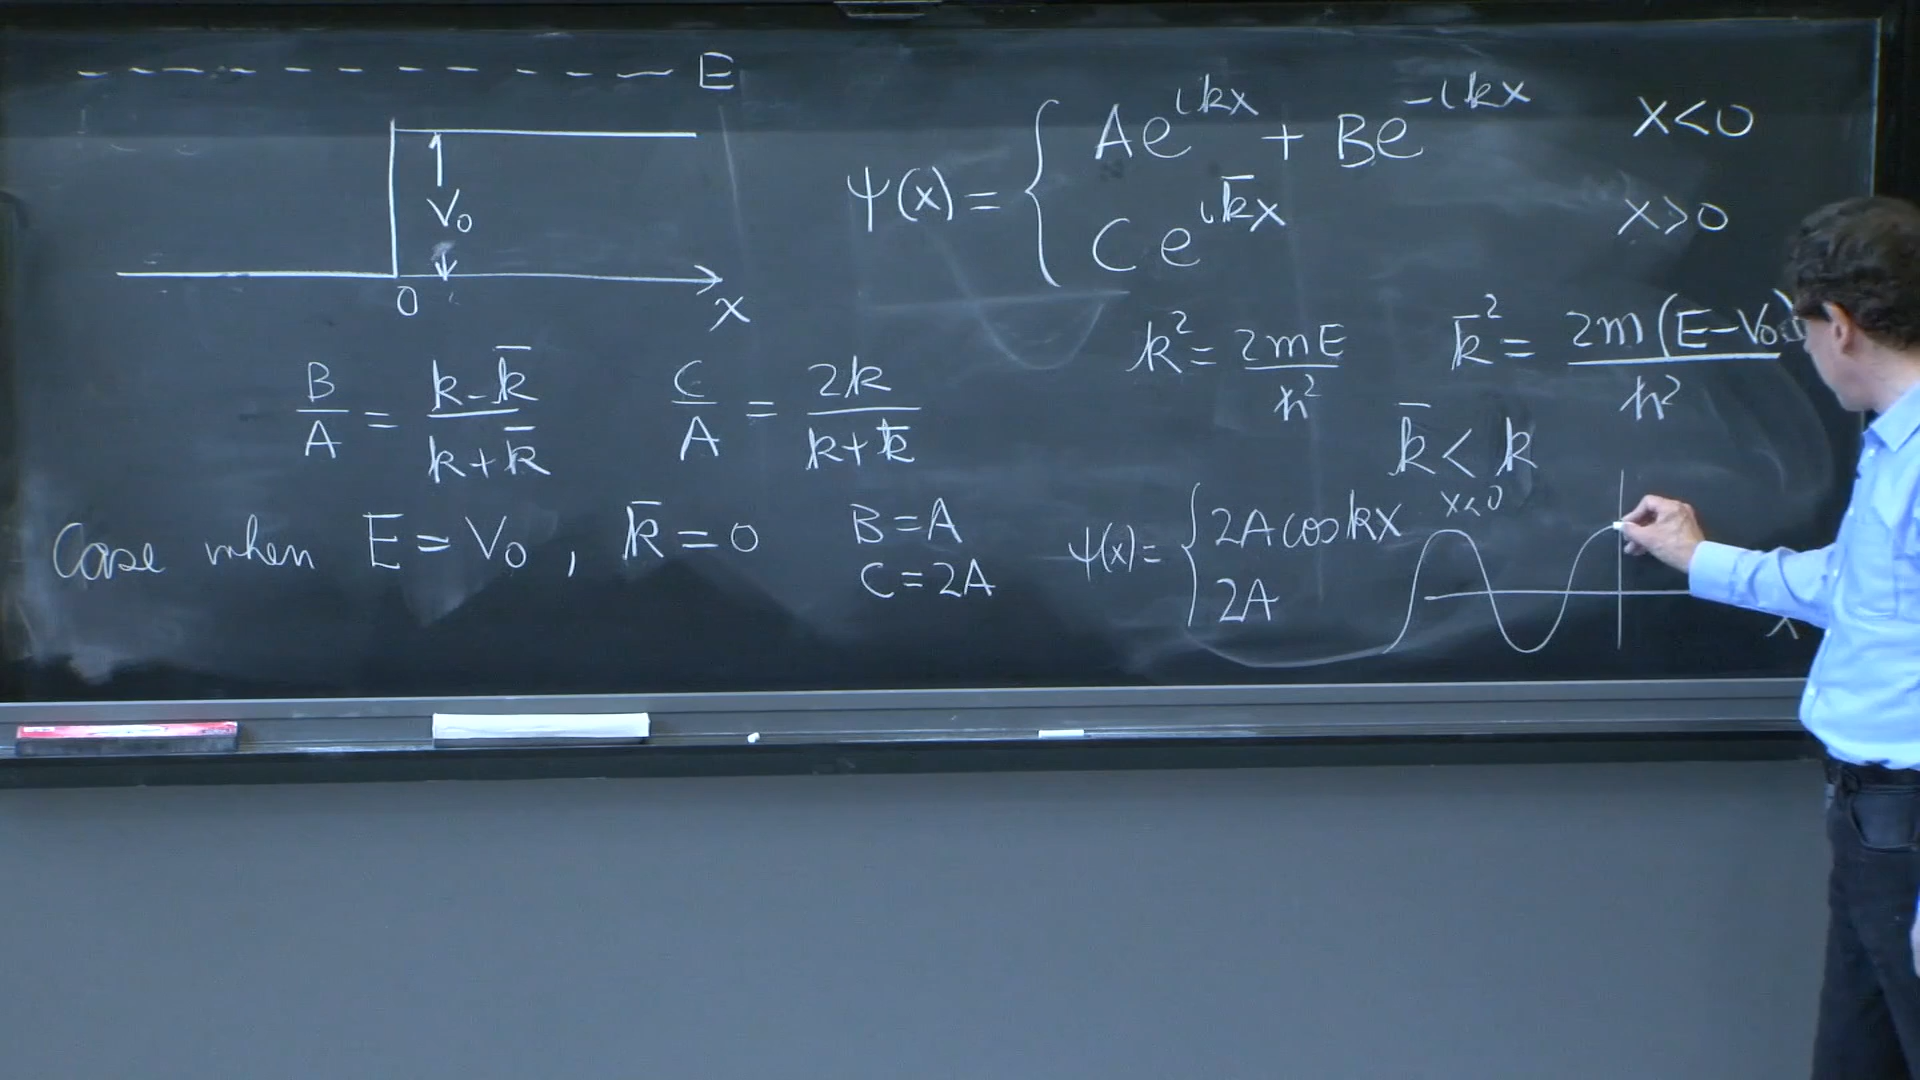 E
V₀
0
x
ψ(x) = { Ae^{ikx} + Be^{-ikx} x<0
Ce^{ik̄x} x>0
k² = 2mE/ħ² k̄² = 2m(E-V₀)/ħ²
k̄ < k
B/A = (k-k̄)/(k+k̄) C/A = 2k/(k+k̄)
Case when E = V₀, k̄ = 0
B = A
C = 2A
ψ(x) = { 2A cos kx x<0
2A
x